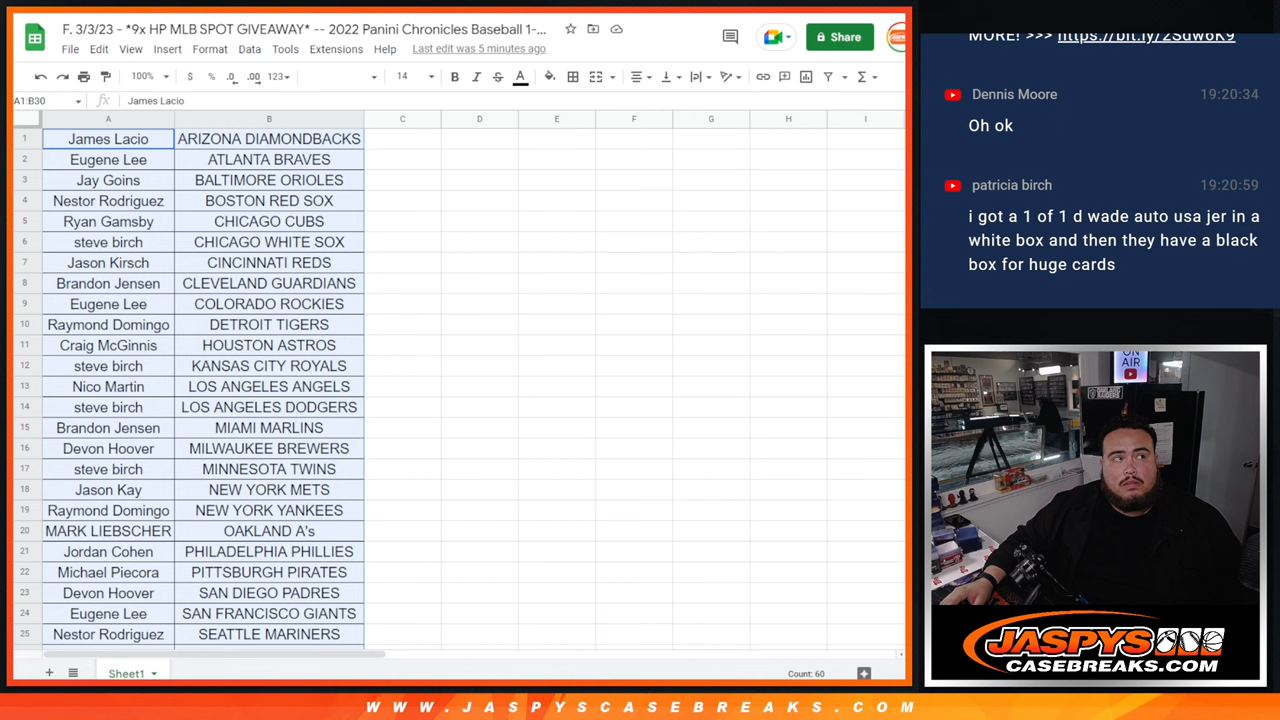 F. 3/3/23 - *9x HP MLB SPOT GIVEAWAY* -- 2022 Panini Chronicles Baseball 1-...
File Edit View Insert Format Data Tools Extensions Help Last edit was 5 minutes ago
Share
100% $ % .0 .00 123 14 B I S A
A1:B30 fx James Lacio
A B C D E F G H I
1 James Lacio ARIZONA DIAMONDBACKS
2 Eugene Lee ATLANTA BRAVES
3 Jay Goins BALTIMORE ORIOLES
4 Nestor Rodriguez BOSTON RED SOX
5 Ryan Gamsby CHICAGO CUBS
6 steve birch CHICAGO WHITE SOX
7 Jason Kirsch CINCINNATI REDS
8 Brandon Jensen CLEVELAND GUARDIANS
9 Eugene Lee COLORADO ROCKIES
10 Raymond Domingo DETROIT TIGERS
11 Craig McGinnis HOUSTON ASTROS
12 steve birch KANSAS CITY ROYALS
13 Nico Martin LOS ANGELES ANGELS
14 steve birch LOS ANGELES DODGERS
15 Brandon Jensen MIAMI MARLINS
16 Devon Hoover MILWAUKEE BREWERS
17 steve birch MINNESOTA TWINS
18 Jason Kay NEW YORK METS
19 Raymond Domingo NEW YORK YANKEES
20 MARK LIEBSCHER OAKLAND A's
21 Jordan Cohen PHILADELPHIA PHILLIES
22 Michael Piecora PITTSBURGH PIRATES
23 Devon Hoover SAN DIEGO PADRES
24 Eugene Lee SAN FRANCISCO GIANTS
25 Nestor Rodriguez SEATTLE MARINERS
Sheet1
Count: 60
MORE! >>> https://bit.ly/2Sdw6K9
Dennis Moore 19:20:34
Oh ok
patricia birch 19:20:59
i got a 1 of 1 d wade auto usa jer in a
white box and then they have a black
box for huge cards
ON
AIR
JASPYS
CASEBREAKS.COM
WWW.JASPYSCASEBREAKS.COM